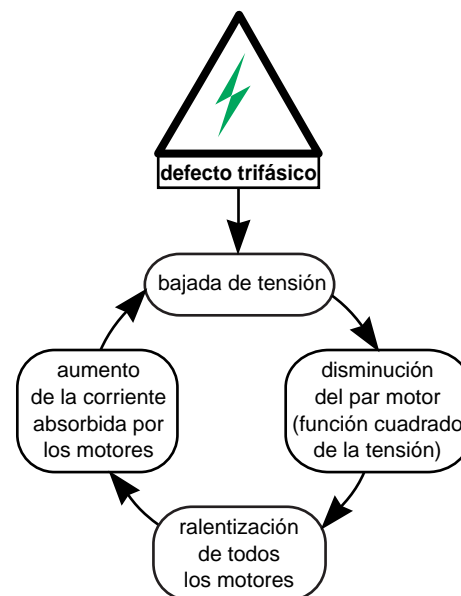 defecto trifásico
bajada de tensión
disminución
del par motor
(función cuadrado
de la tensión)
ralentización
de todos
los motores
aumento
de la corriente
absorbida por
los motores